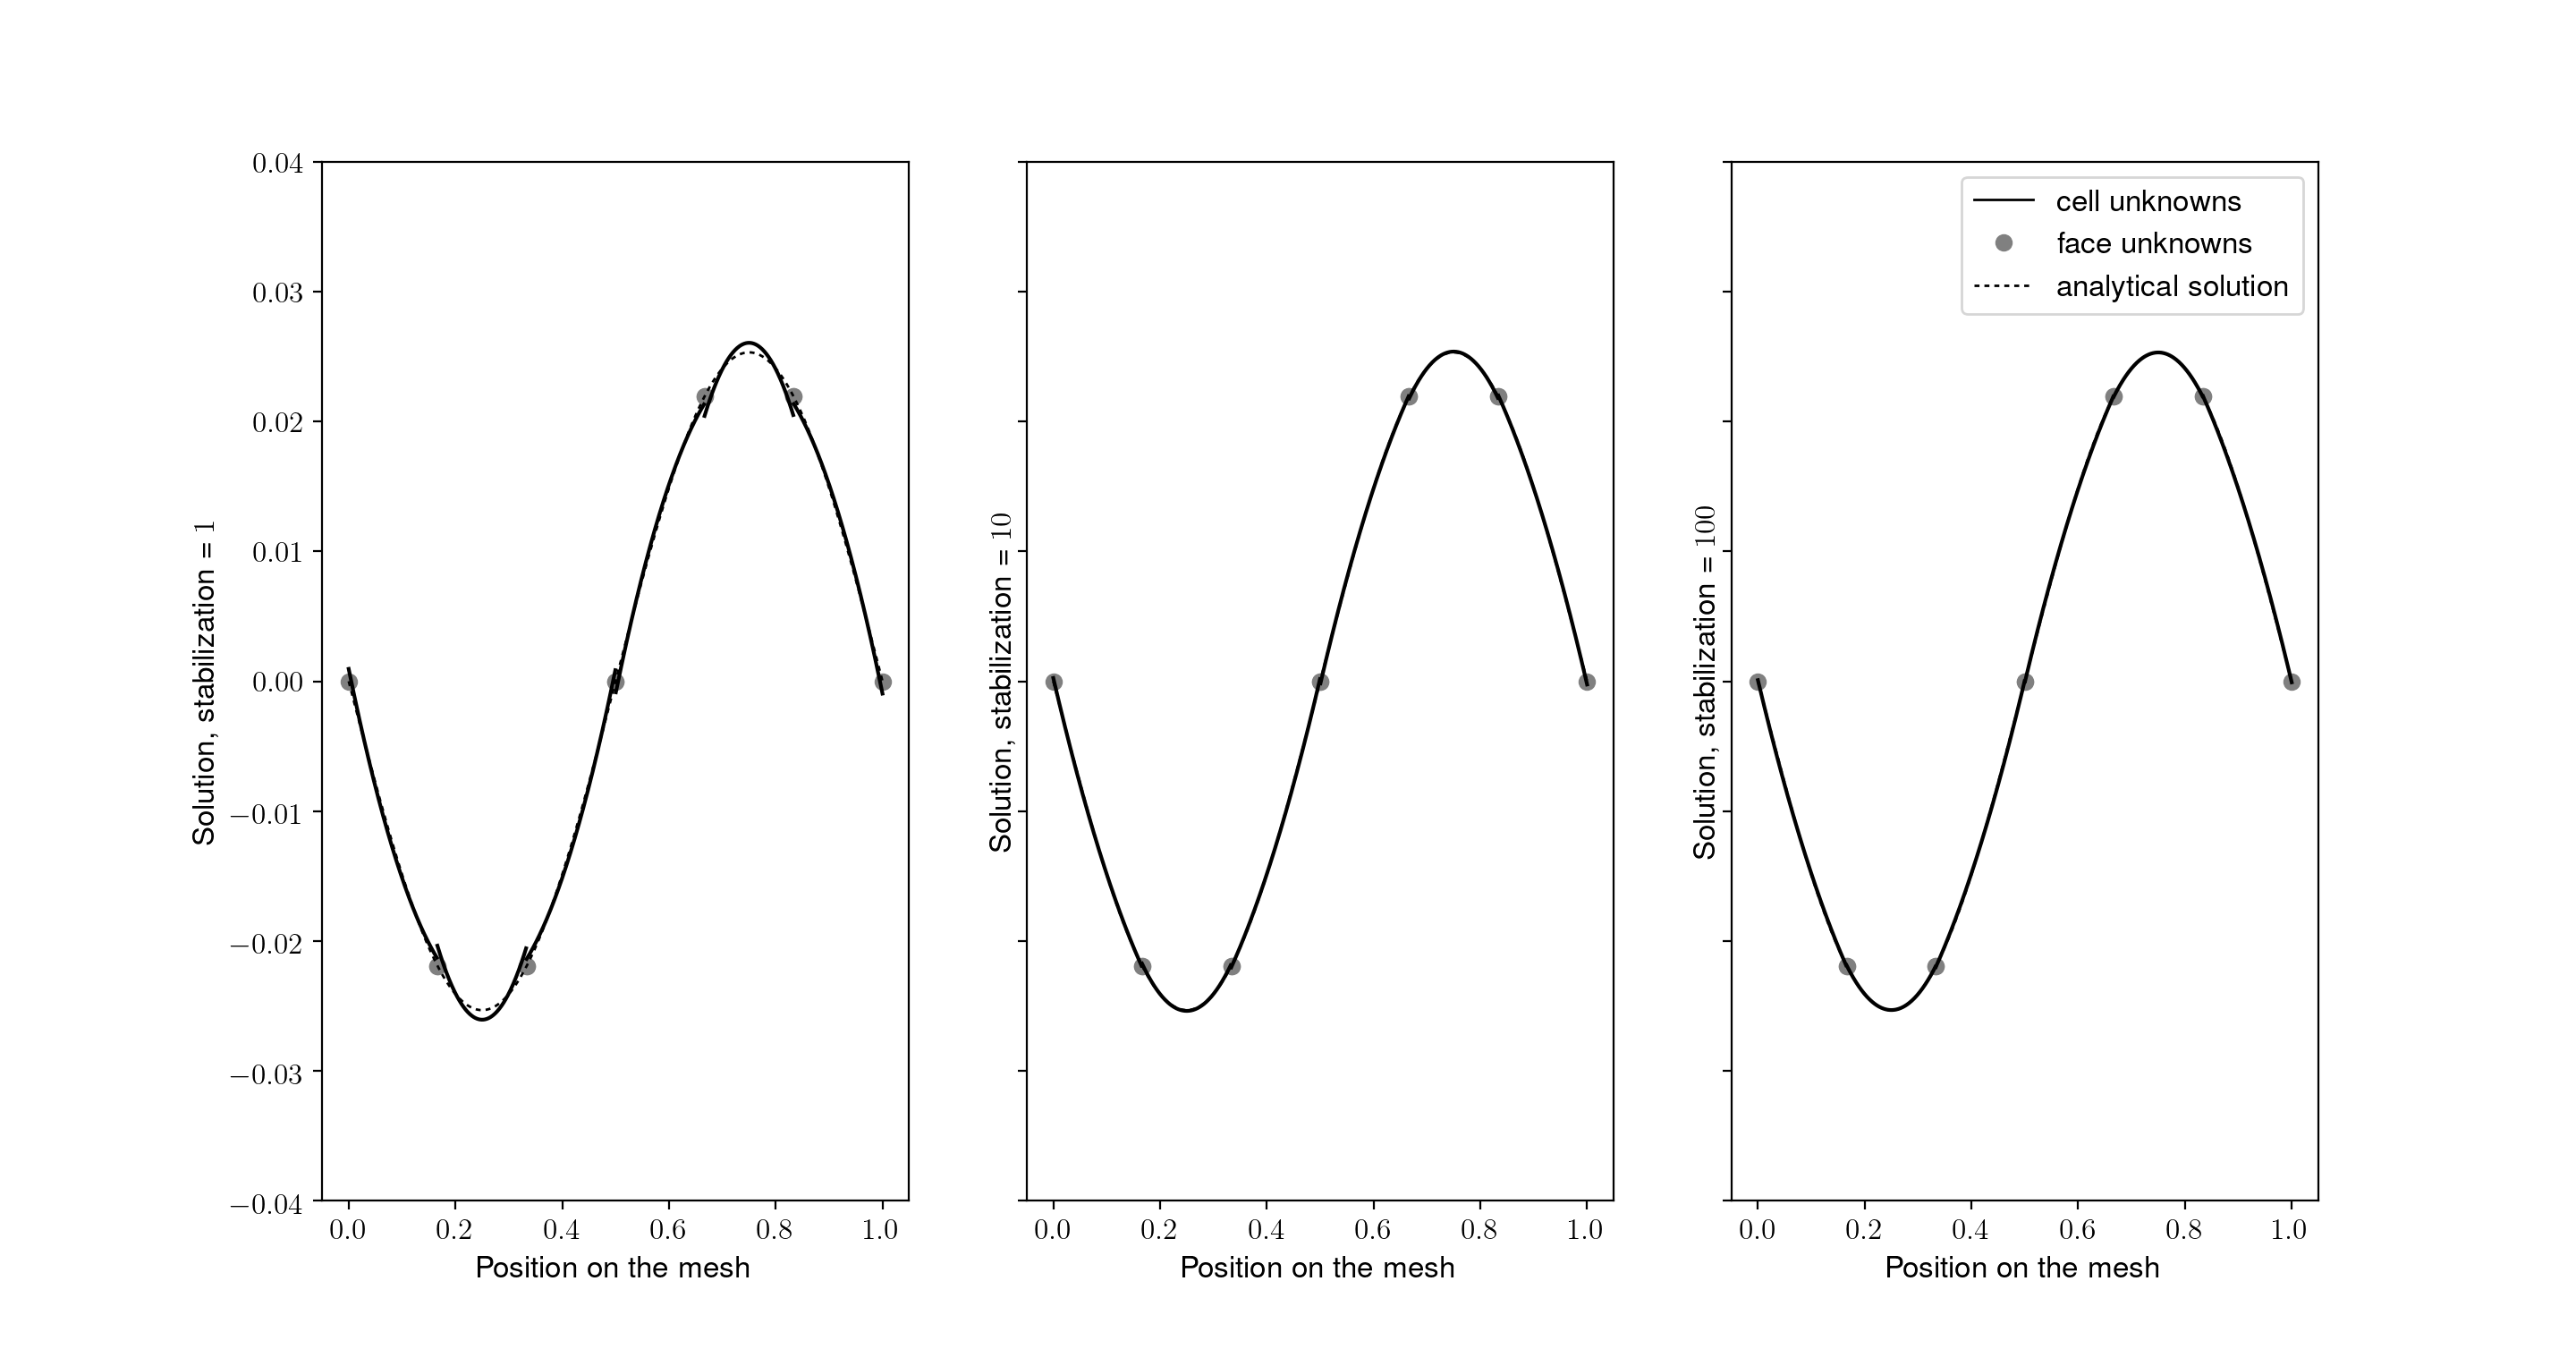 0.04
0.03
0.02
0.01
0.00
−0.01
−0.02
−0.03
−0.04
Solution, stabilization = 1
0.0 0.2 0.4 0.6 0.8 1.0
Position on the mesh
Solution, stabilization = 10
0.0 0.2 0.4 0.6 0.8 1.0
Position on the mesh
cell unknowns
face unknowns
analytical solution
Solution, stabilization = 100
0.0 0.2 0.4 0.6 0.8 1.0
Position on the mesh